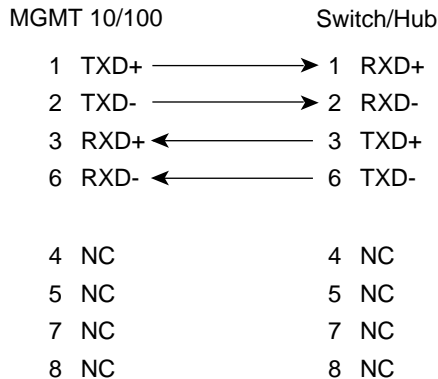 MGMT 10/100 Switch/Hub
1 TXD+ 1 RXD+
2 TXD- 2 RXD-
3 RXD+ 3 TXD+
6 RXD- 6 TXD-
4 NC 4 NC
5 NC 5 NC
7 NC 7 NC
8 NC 8 NC